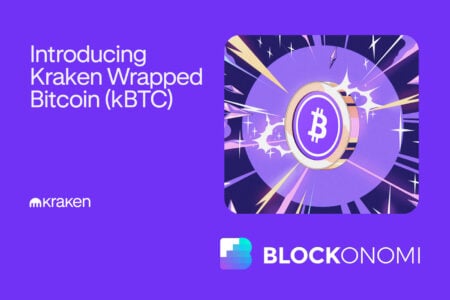 Introducing
Kraken Wrapped
Bitcoin (kBTC)
kraken
BLOCKONOMI